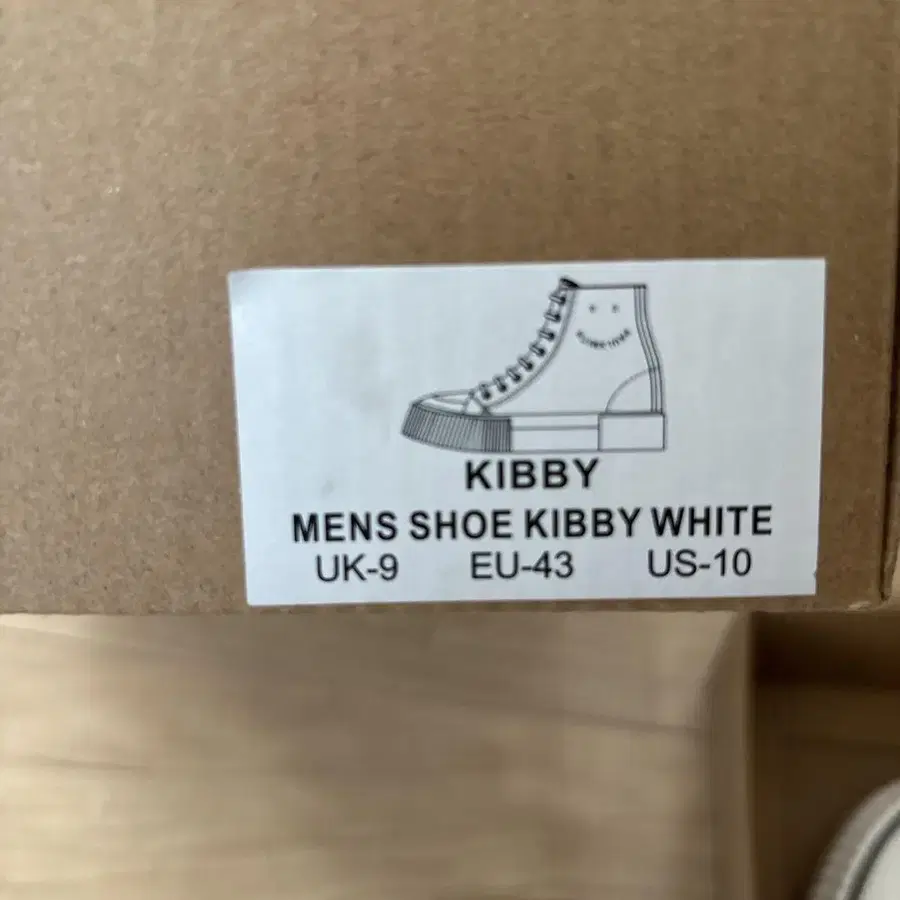 KIBBY
MENS SHOE KIBBY WHITE
UK-9 EU-43 US-10